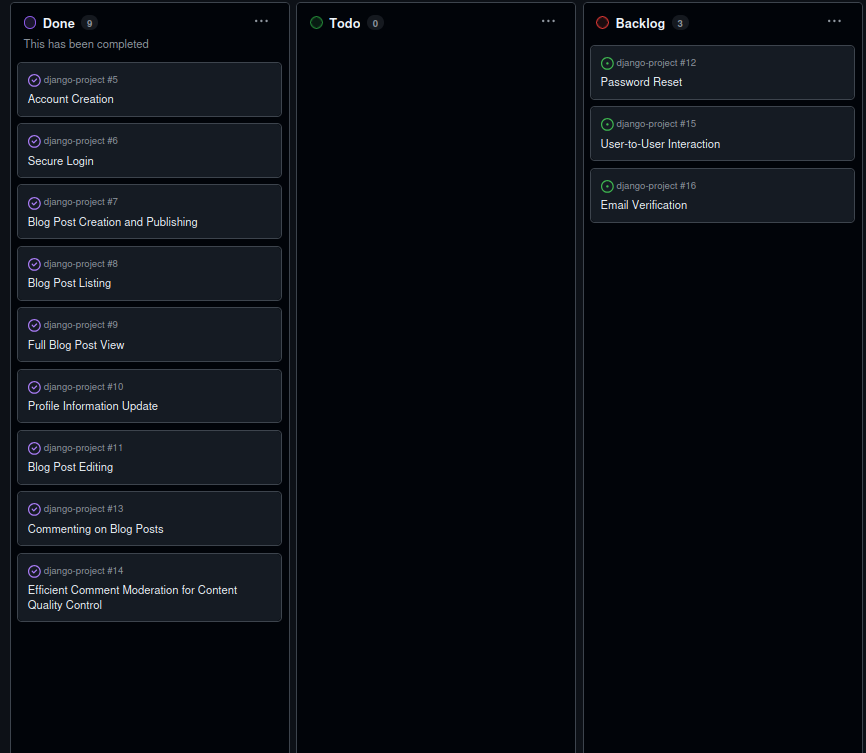 Done 9
This has been completed
django-project #5
Account Creation
django-project #6
Secure Login
django-project #7
Blog Post Creation and Publishing
django-project #8
Blog Post Listing
django-project #9
Full Blog Post View
django-project #10
Profile Information Update
django-project #11
Blog Post Editing
django-project #13
Commenting on Blog Posts
django-project #14
Efficient Comment Moderation for Content
Quality Control
Todo 0
Backlog 3
django-project #12
Password Reset
django-project #15
User-to-User Interaction
django-project #16
Email Verification